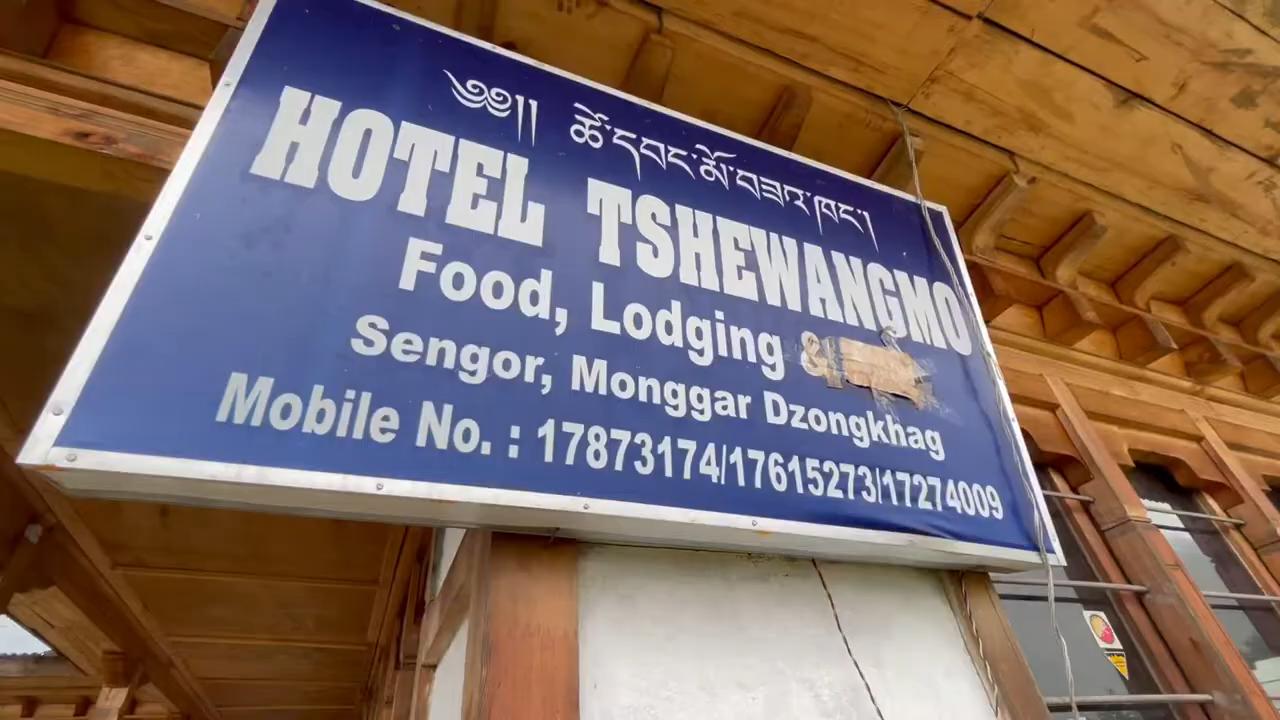 ༄༅།། ཚེ་དབང་མོ་བཟའ་ཁང་།
HOTEL TSHEWANGMO
Food, Lodging &
Sengor, Monggar Dzongkhag
Mobile No. : 17873174/17615273/17274009